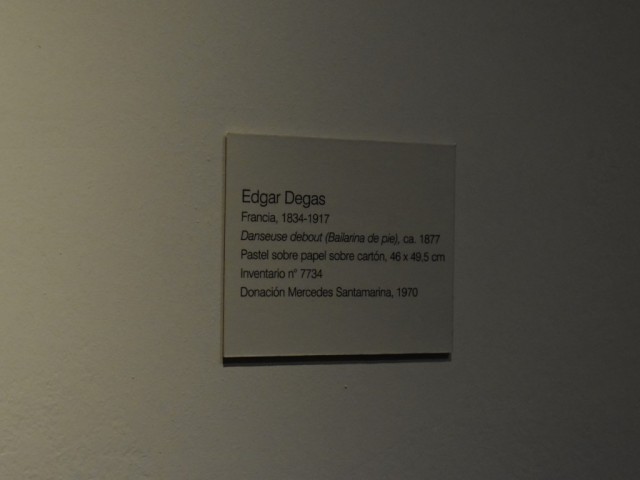 Edgar Degas
Francia, 1834-1917
Danseuse debout (Bailarina de pie), ca. 1877
Pastel sobre papel sobre cartón, 46 x 49,5 cm
Inventario n° 7734
Donación Mercedes Santamarina, 1970